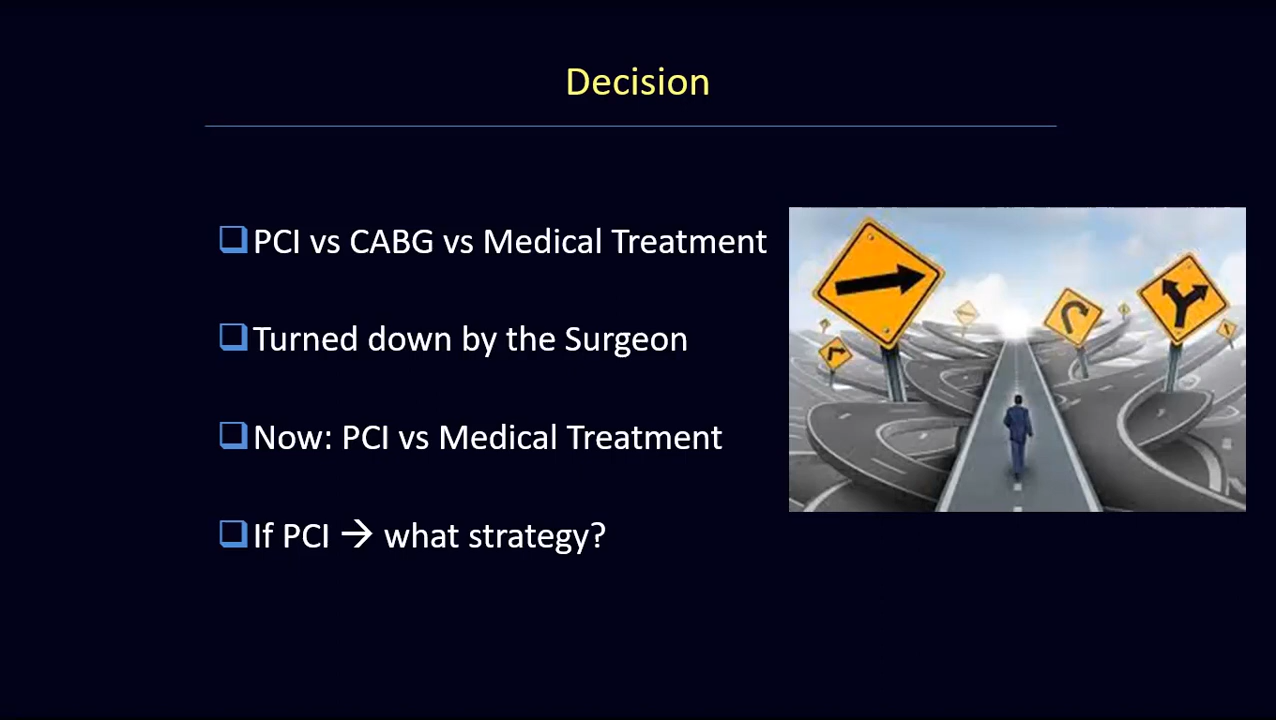 Decision
PCI vs CABG vs Medical Treatment
Turned down by the Surgeon
Now: PCI vs Medical Treatment
If PCI → what strategy?